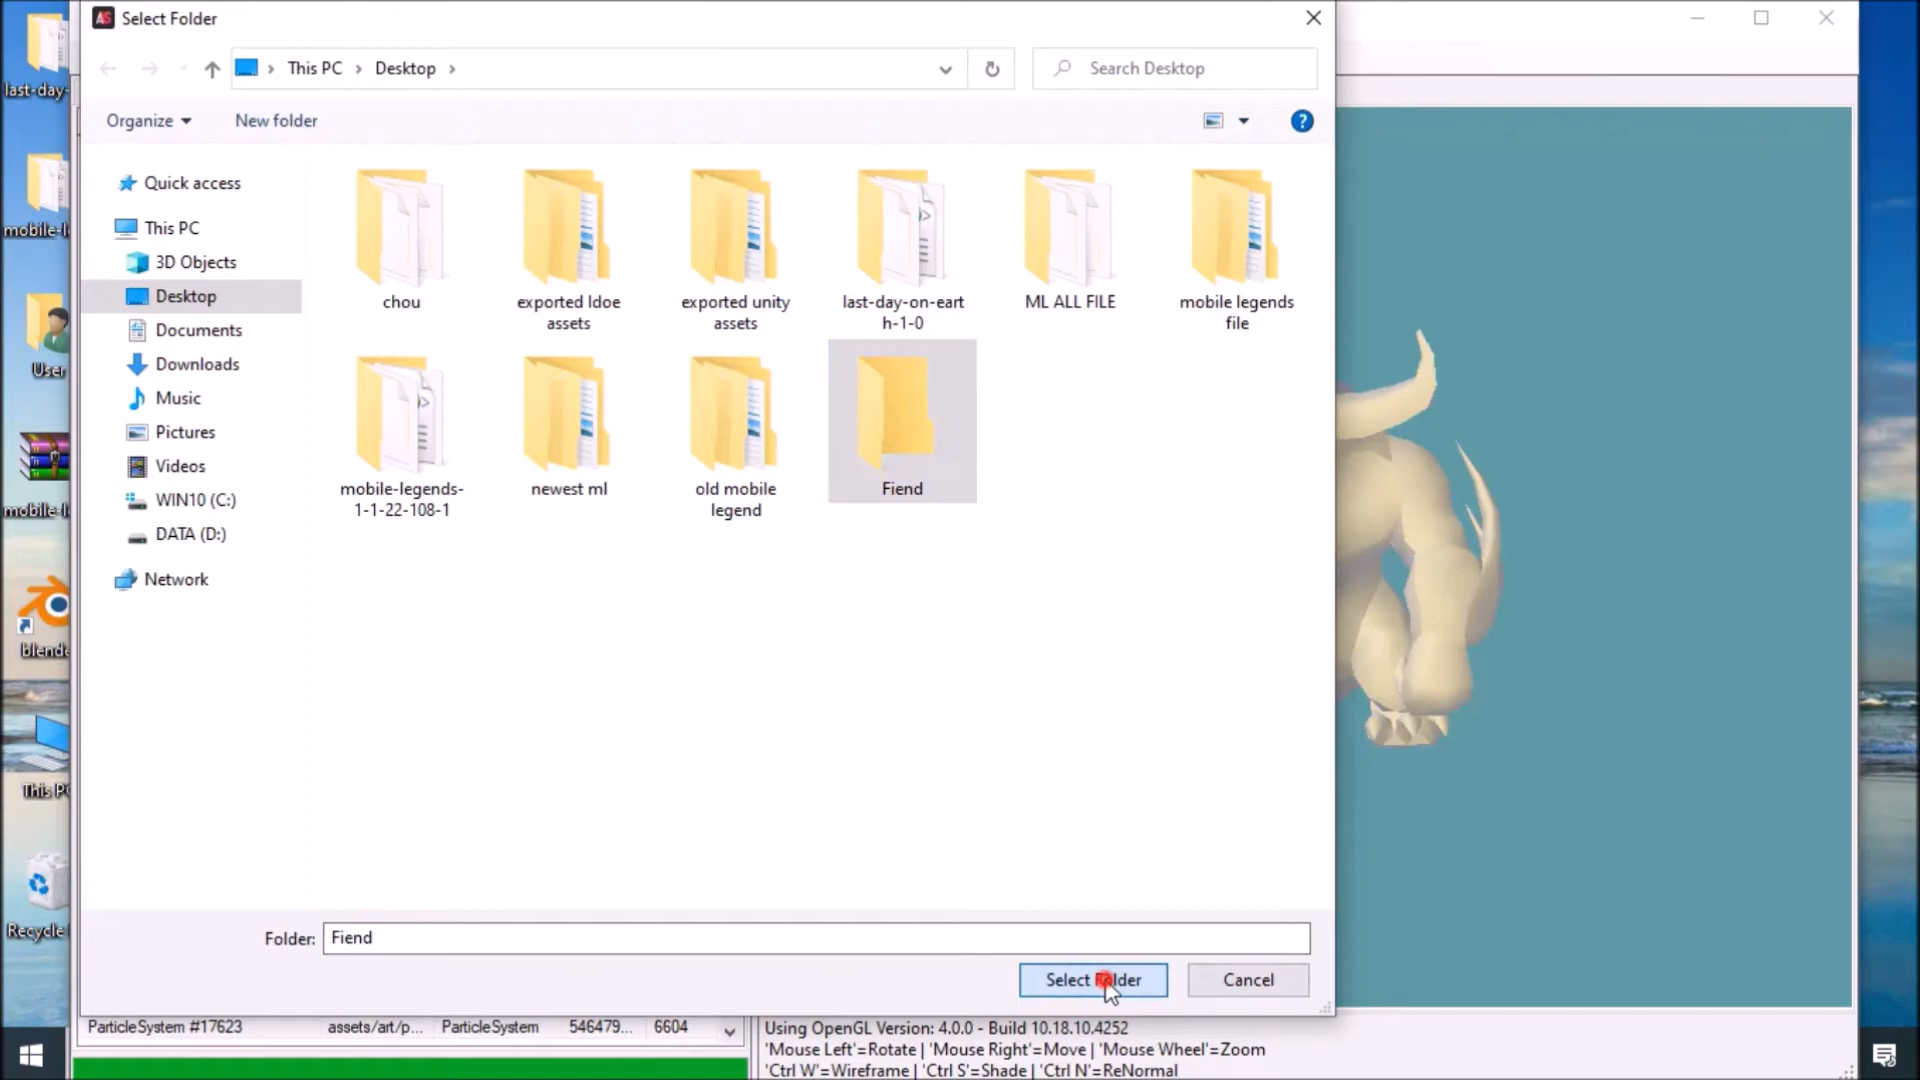 AS Select Folder
This PC Desktop
Search Desktop
Organize New folder
?
Quick access
This PC
3D Objects
Desktop
Documents
Downloads
Music
Pictures
Videos
WIN10 (C:)
DATA (D:)
Network
chou
exported ldoe
assets
exported unity
assets
last-day-on-eart
h-1-0
ML ALL FILE
mobile legends
file
mobile-legends-
1-1-22-108-1
newest ml
old mobile
legend
Fiend
Folder: Fiend
Select Folder Cancel
last-day-
mobile-l
User
mobile-l
blende
This PC
Recycle
ParticleSystem #17623 assets/art/p... ParticleSystem 546479... 6604
Using OpenGL Version: 4.0.0 - Build 10.18.10.4252
'Mouse Left'=Rotate | 'Mouse Right'=Move | 'Mouse Wheel'=Zoom
'Ctrl W'=Wireframe | 'Ctrl S'=Shade | 'Ctrl N'=ReNormal